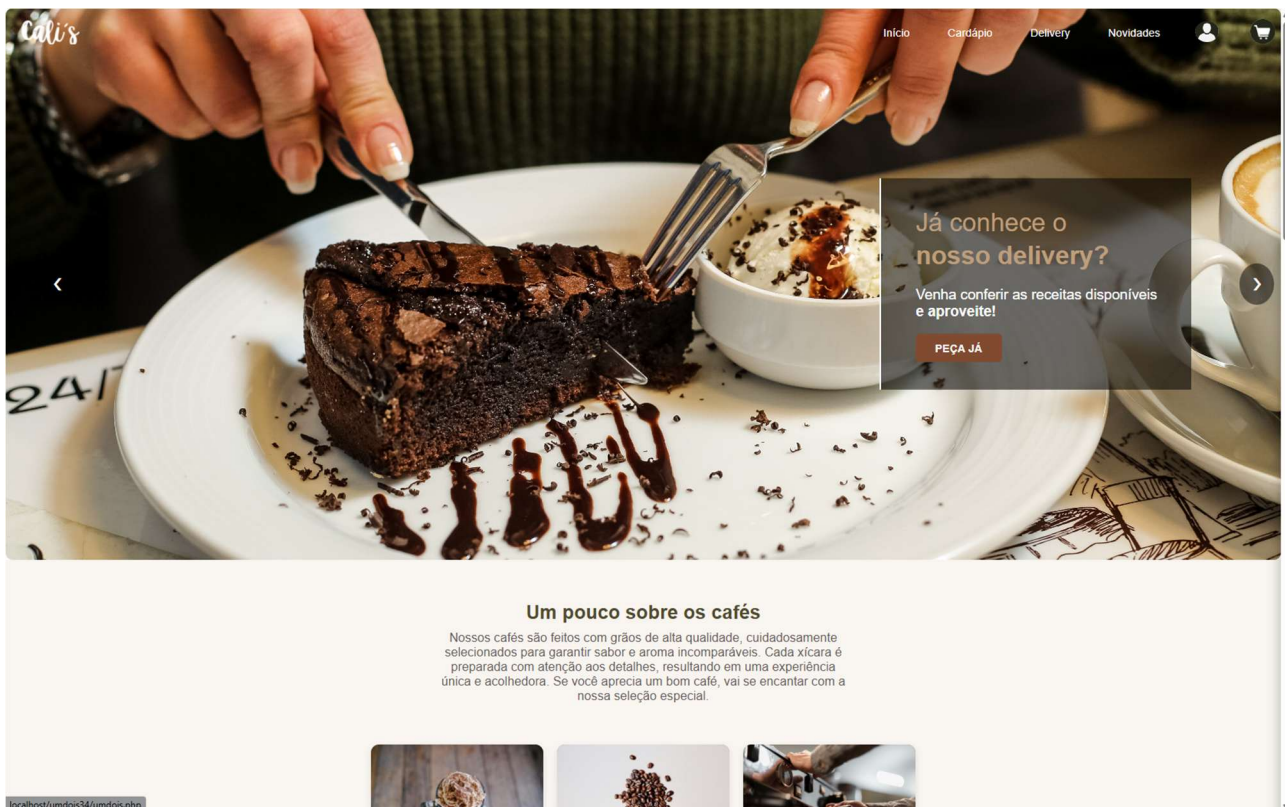 Cali's
Início Cardápio Delivery Novidades
Já conhece o
nosso delivery?
Venha conferir as receitas disponíveis
e aproveite!
PEÇA JÁ
24/7
Um pouco sobre os cafés
Nossos cafés são feitos com grãos de alta qualidade, cuidadosamente
selecionados para garantir sabor e aroma incomparáveis. Cada xícara é
preparada com atenção aos detalhes, resultando em uma experiência
única e acolhedora. Se você aprecia um bom café, vai se encantar com a
nossa seleção especial.
localhost/umdois34/umdois.php